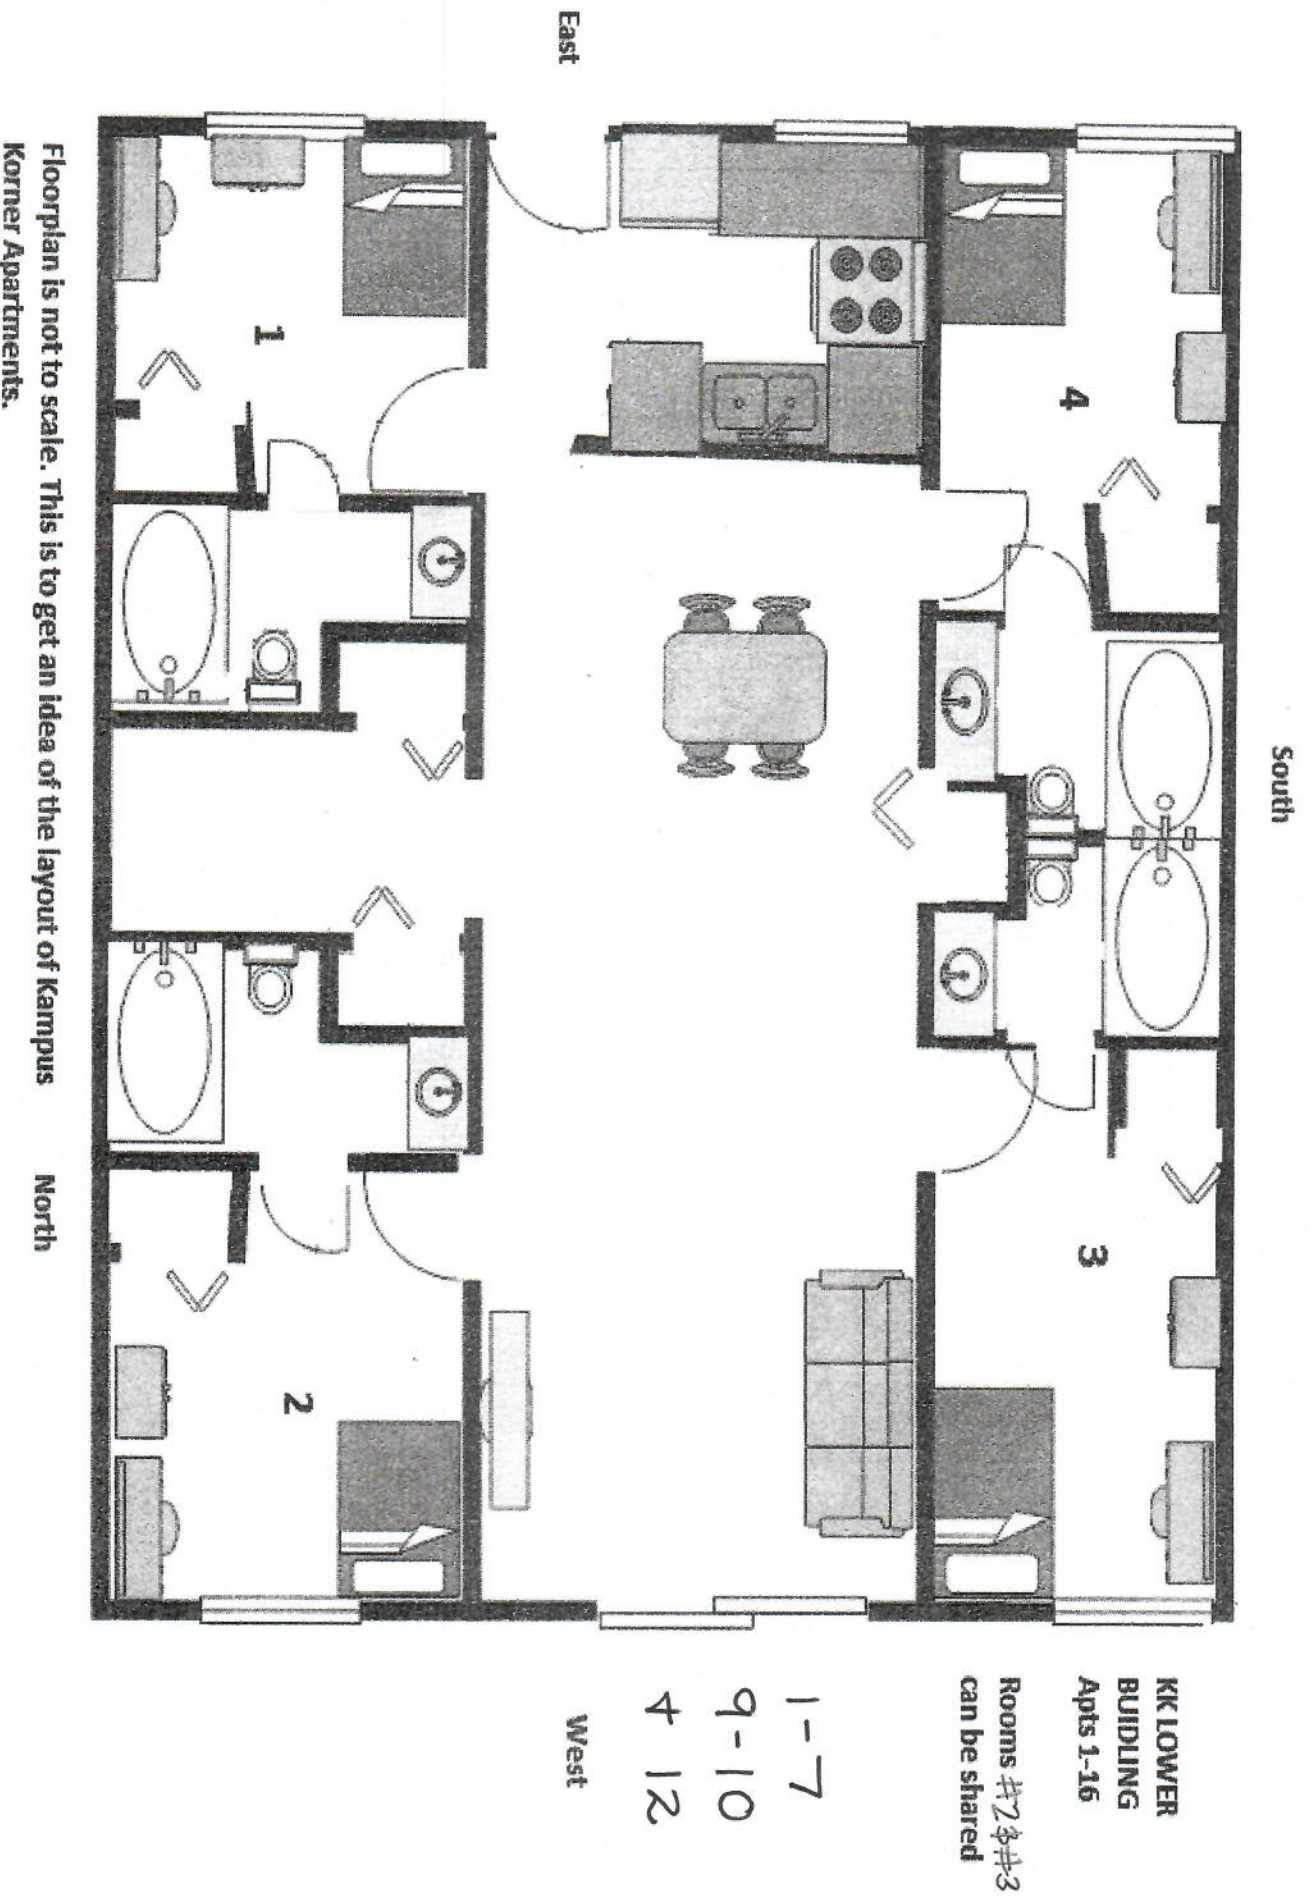 South
KK LOWER
BUIDLING
Apts 1-16
Rooms #2&#3
can be shared
4
3
East
1-7
9-10
+ 12
West
1
2
Floorplan is not to scale. This is to get an idea of the layout of Kampus
Korner Apartments.
North